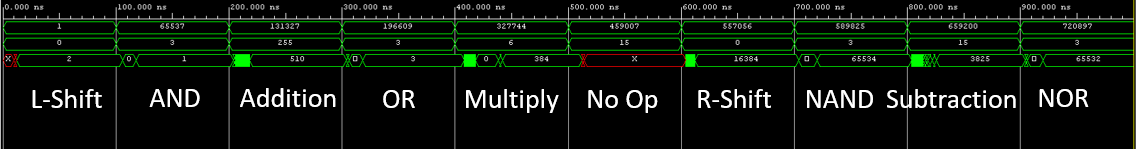 0.000 ns 100.000 ns 200.000 ns 300.000 ns 400.000 ns 500.000 ns 600.000 ns 700.000 ns 800.000 ns 900.000 ns
1 65537 131327 196609 327744 459007 557056 589825 659200 720897
0 3 255 3 6 15 0 3 15 3
X 2 0 1 510 0 3 0 384 X 16384 0 65534 3825 0 65532
L-Shift AND Addition OR Multiply No Op R-Shift NAND Subtraction NOR